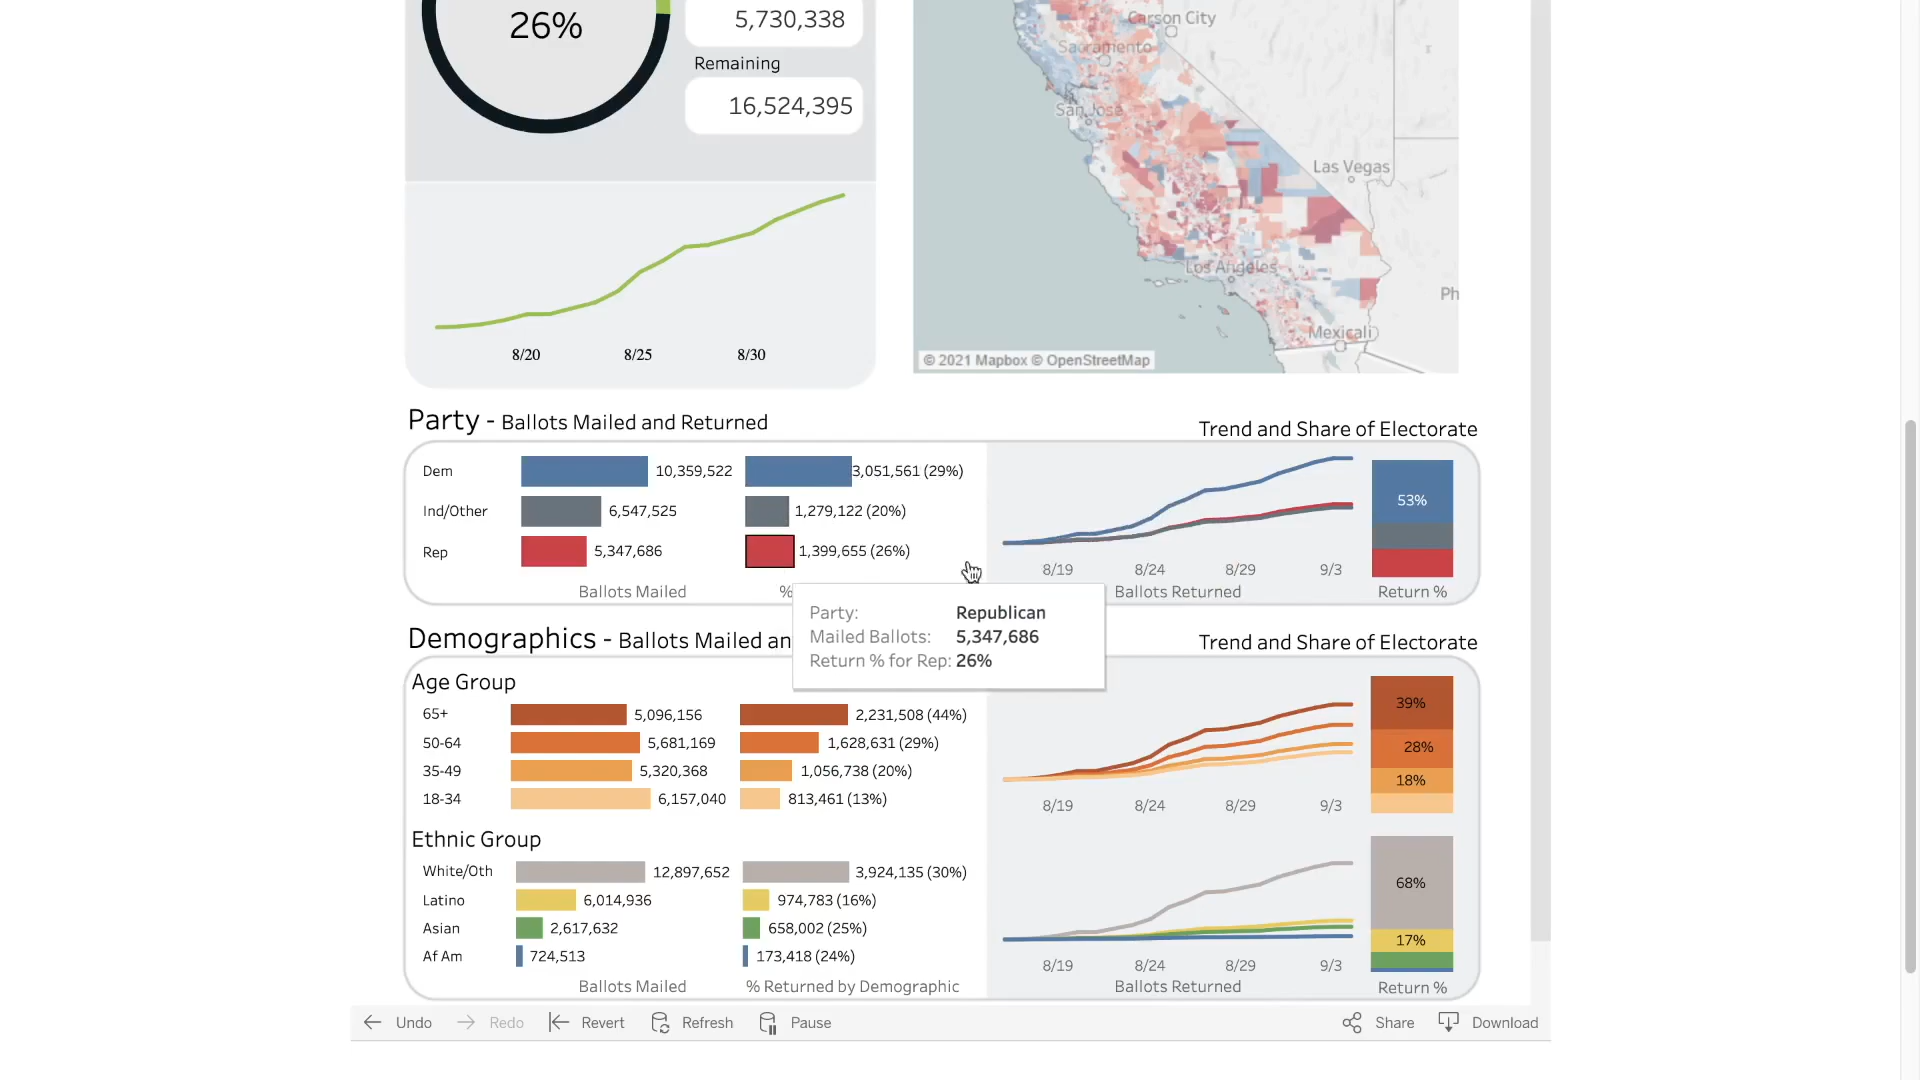 26%
5,730,338
Remaining
16,524,395
8/20 8/25 8/30
Carson City
Sacramento
San Jose
Las Vegas
Los Angeles
Ph
Mexicali
© 2021 Mapbox © OpenStreetMap
Party - Ballots Mailed and Returned
Trend and Share of Electorate
Dem 10,359,522 3,051,561 (29%)
Ind/Other 6,547,525 1,279,122 (20%)
Rep 5,347,686 1,399,655 (26%)
Ballots Mailed %
53%
8/19 8/24 8/29 9/3
Ballots Returned Return %
Party: Republican
Mailed Ballots: 5,347,686
Return % for Rep: 26%
Demographics - Ballots Mailed an
Trend and Share of Electorate
Age Group
65+ 5,096,156 2,231,508 (44%)
50-64 5,681,169 1,628,631 (29%)
35-49 5,320,368 1,056,738 (20%)
18-34 6,157,040 813,461 (13%)
39%
28%
18%
8/19 8/24 8/29 9/3
Ethnic Group
White/Oth 12,897,652 3,924,135 (30%)
Latino 6,014,936 974,783 (16%)
Asian 2,617,632 658,002 (25%)
Af Am 724,513 173,418 (24%)
Ballots Mailed % Returned by Demographic
68%
17%
8/19 8/24 8/29 9/3
Ballots Returned Return %
Undo Redo Revert Refresh Pause Share Download